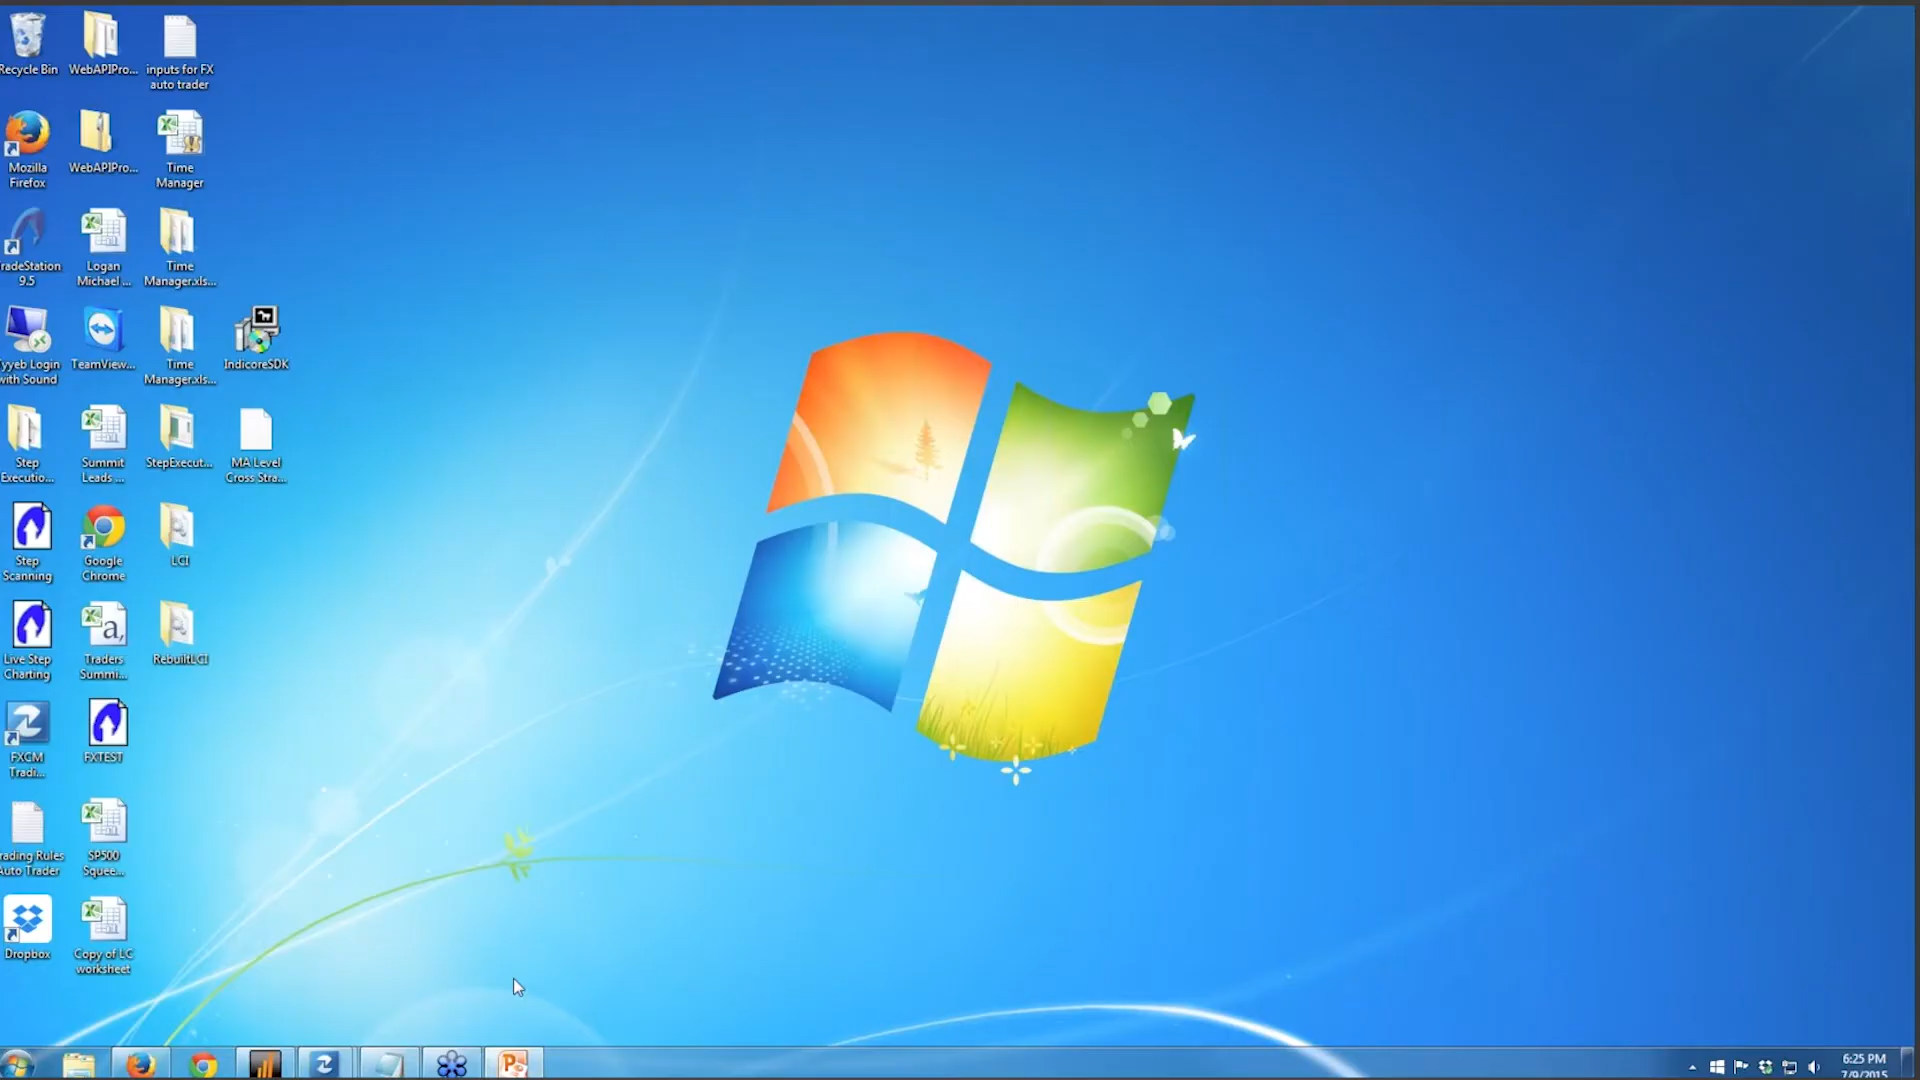 Recycle Bin
WebAPIPro...
inputs for FX
auto trader
Mozilla
Firefox
WebAPIPro...
Time
Manager
radeStation
9.5
Logan
Michael ...
Time
Manager.xls...
yyeb Login
with Sound
TeamView...
Time
Manager.xls...
IndicoreSDK
Step
Executio...
Summit
Leads ...
StepExecut...
MA Level
Cross Stra...
Step
Scanning
Google
Chrome
LCI
Live Step
Charting
Traders
Summi...
RebuiltLCI
FXCM
Tradi...
FXTEST
rading Rules
Auto Trader
SP500
Squee...
Dropbox
Copy of LC
worksheet
6:25 PM
7/9/2015